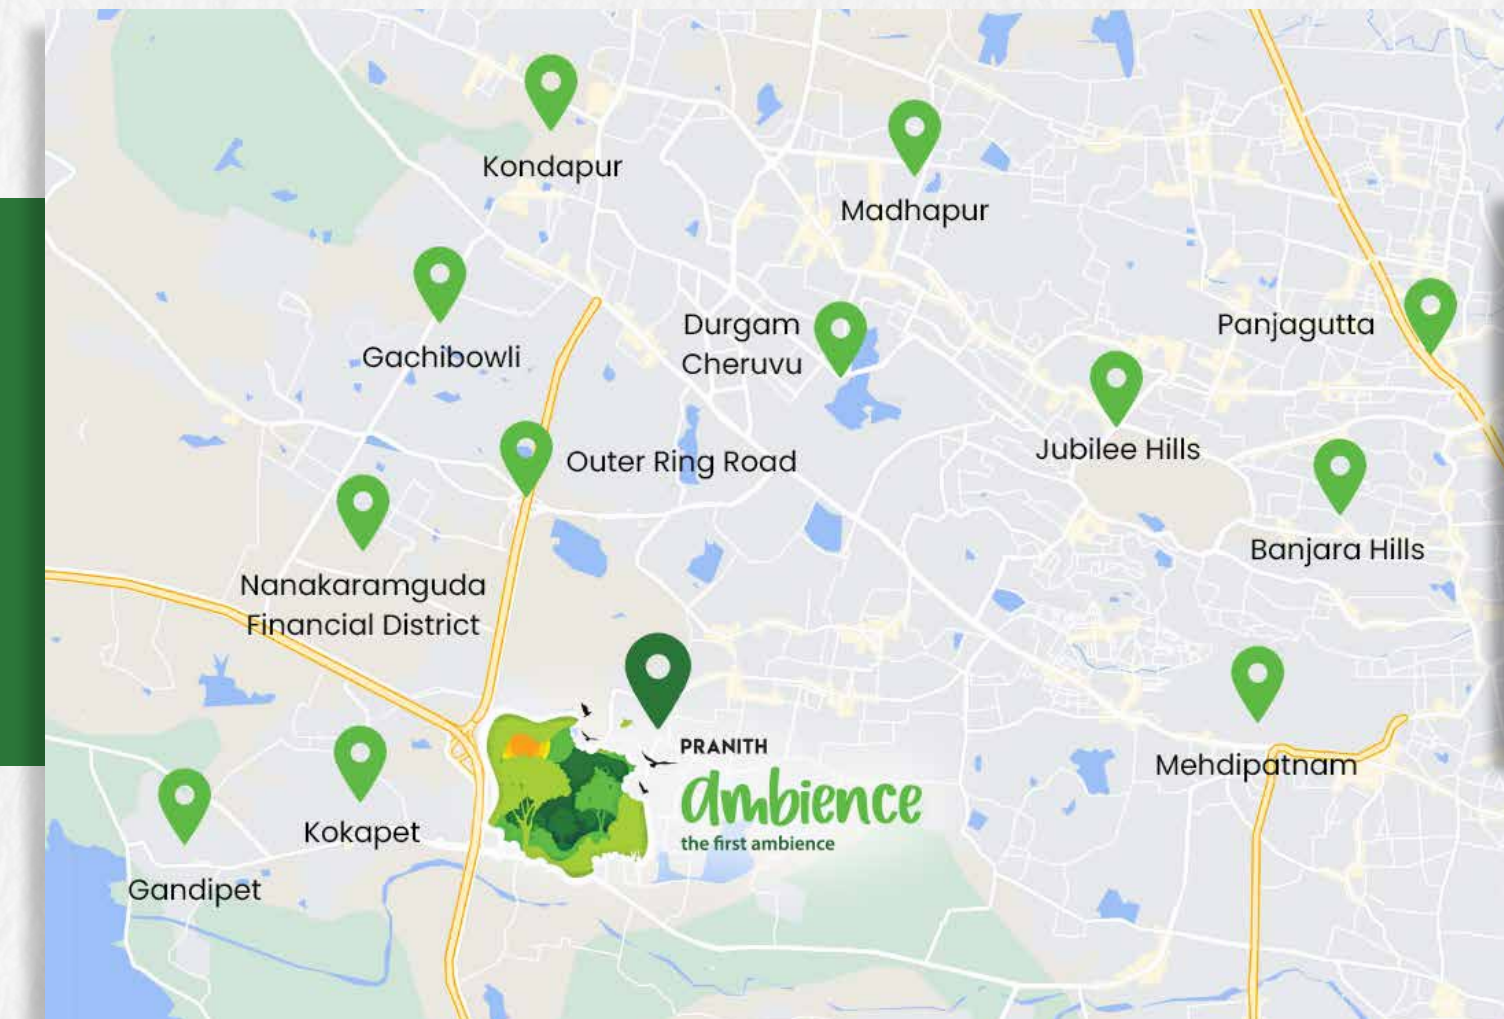 Kondapur
Madhapur
Gachibowli
Durgam
Cheruvu
Panjagutta
Jubilee Hills
Outer Ring Road
Banjara Hills
Nanakaramguda
Financial District
PRANITH
ambience
the first ambience
Mehdipatnam
Kokapet
Gandipet